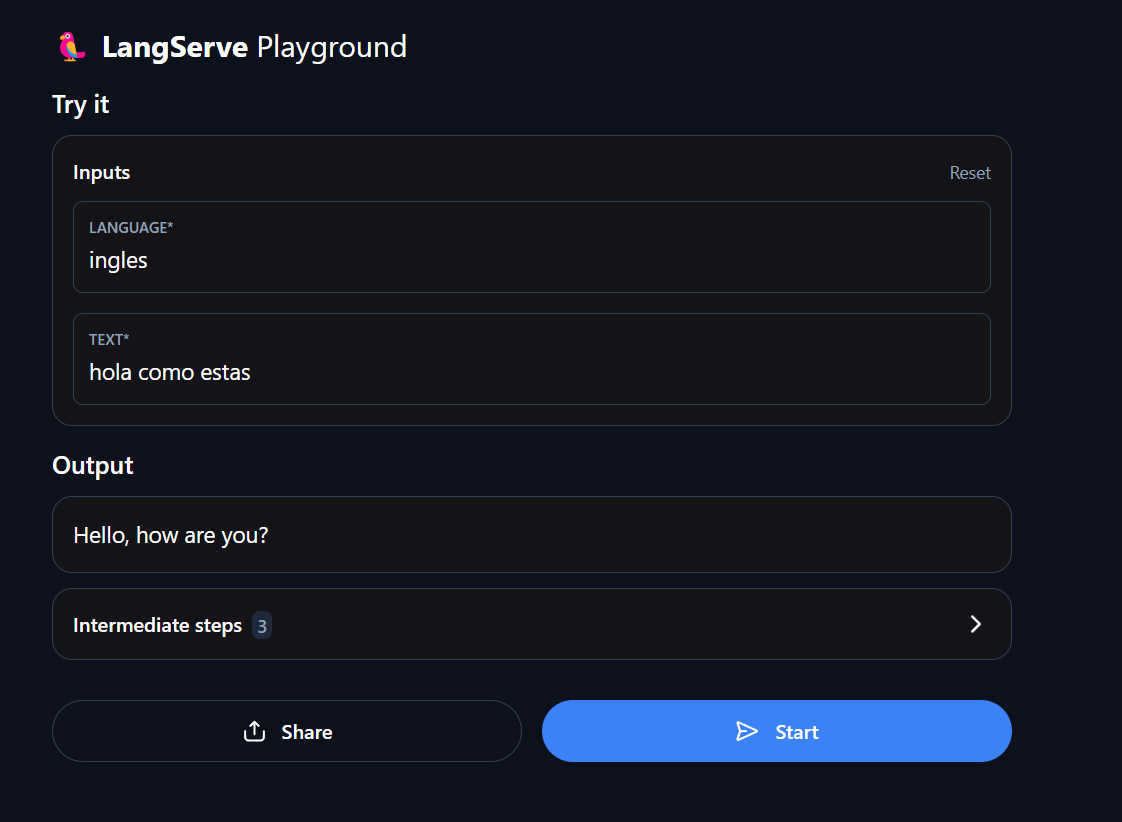 LangServe Playground
Try it
Inputs
Reset
LANGUAGE*
ingles
TEXT*
hola como estas
Output
Hello, how are you?
Intermediate steps 3
Share
Start